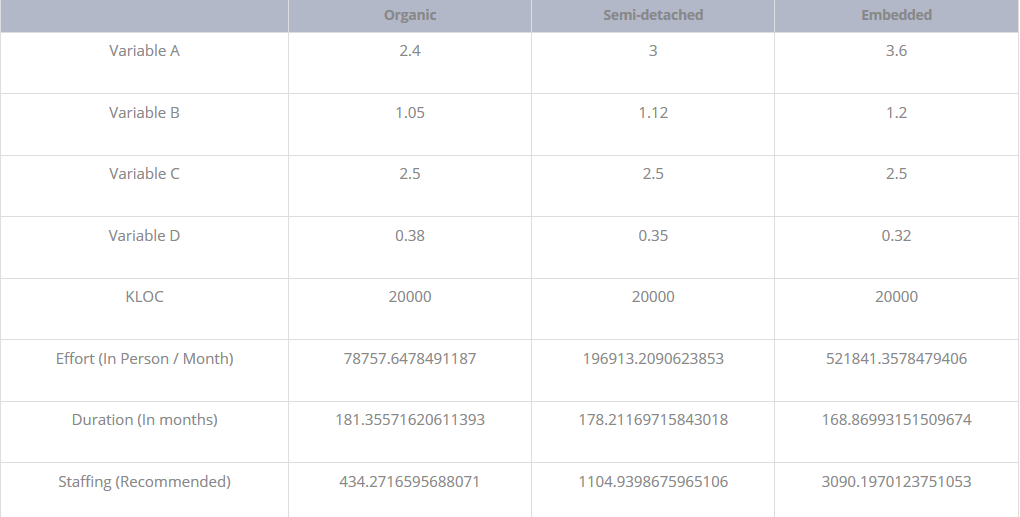 Organic Semi-detached Embedded
Variable A 2.4 3 3.6
Variable B 1.05 1.12 1.2
Variable C 2.5 2.5 2.5
Variable D 0.38 0.35 0.32
KLOC 20000 20000 20000
Effort (In Person / Month) 78757.6478491187 196913.2090623853 521841.3578479406
Duration (In months) 181.35571620611393 178.21169715843018 168.86993151509674
Staffing (Recommended) 434.2716595688071 1104.9398675965106 3090.1970123751053